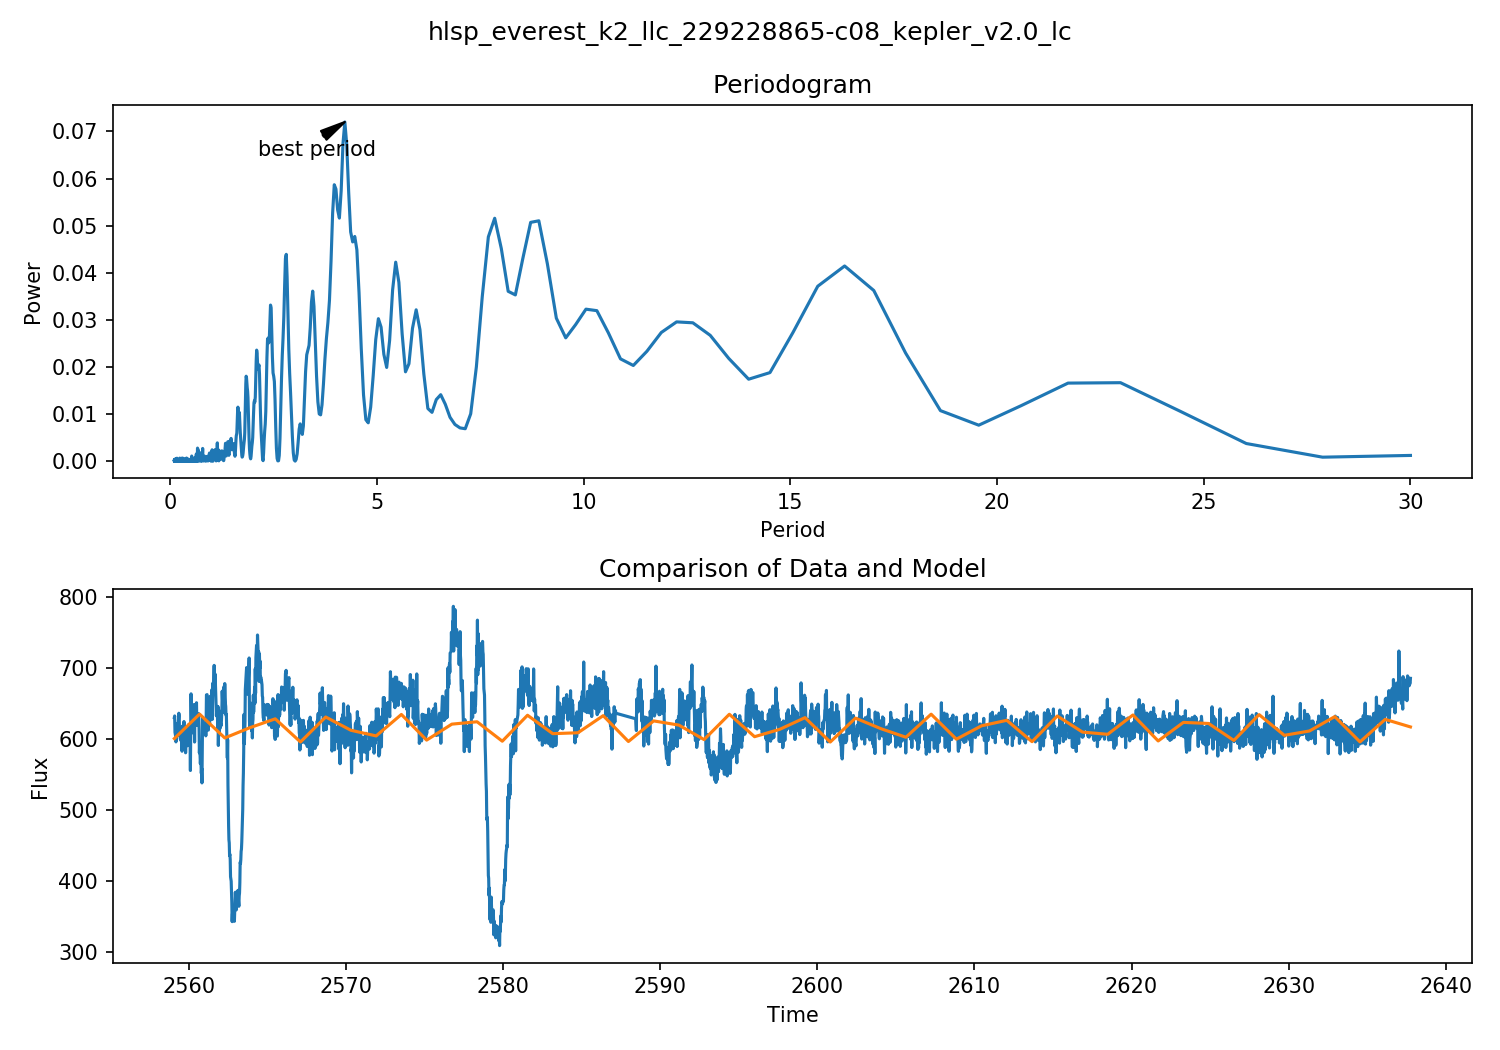 hlsp_everest_k2_llc_229228865-c08_kepler_v2.0_lc
Periodogram
0.07
0.06
0.05
0.04
0.03
0.02
0.01
0.00
Power
best period
0 5 10 15 20 25 30
Period
Comparison of Data and Model
800
700
600
500
400
300
Flux
2560 2570 2580 2590 2600 2610 2620 2630 2640
Time